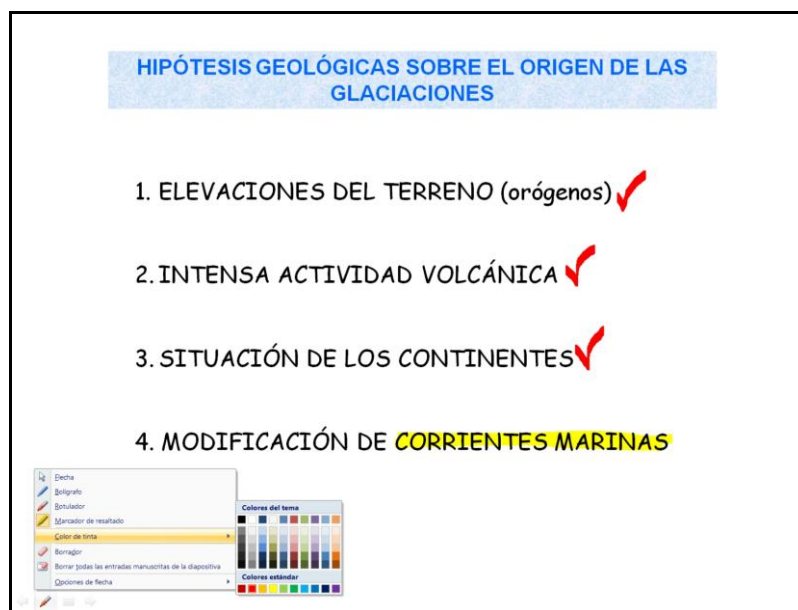 HIPÓTESIS GEOLÓGICAS SOBRE EL ORIGEN DE LAS
GLACIACIONES
1. ELEVACIONES DEL TERRENO (orógenos)
2. INTENSA ACTIVIDAD VOLCÁNICA
3. SITUACIÓN DE LOS CONTINENTES
4. MODIFICACIÓN DE CORRIENTES MARINAS
Flecha
Bolígrafo
Rotulador
Marcador de resaltado
Color de tinta
Borrador
Borrar todas las entradas manuscritas de la diapositiva
Opciones de flecha
Colores del tema
Colores estándar